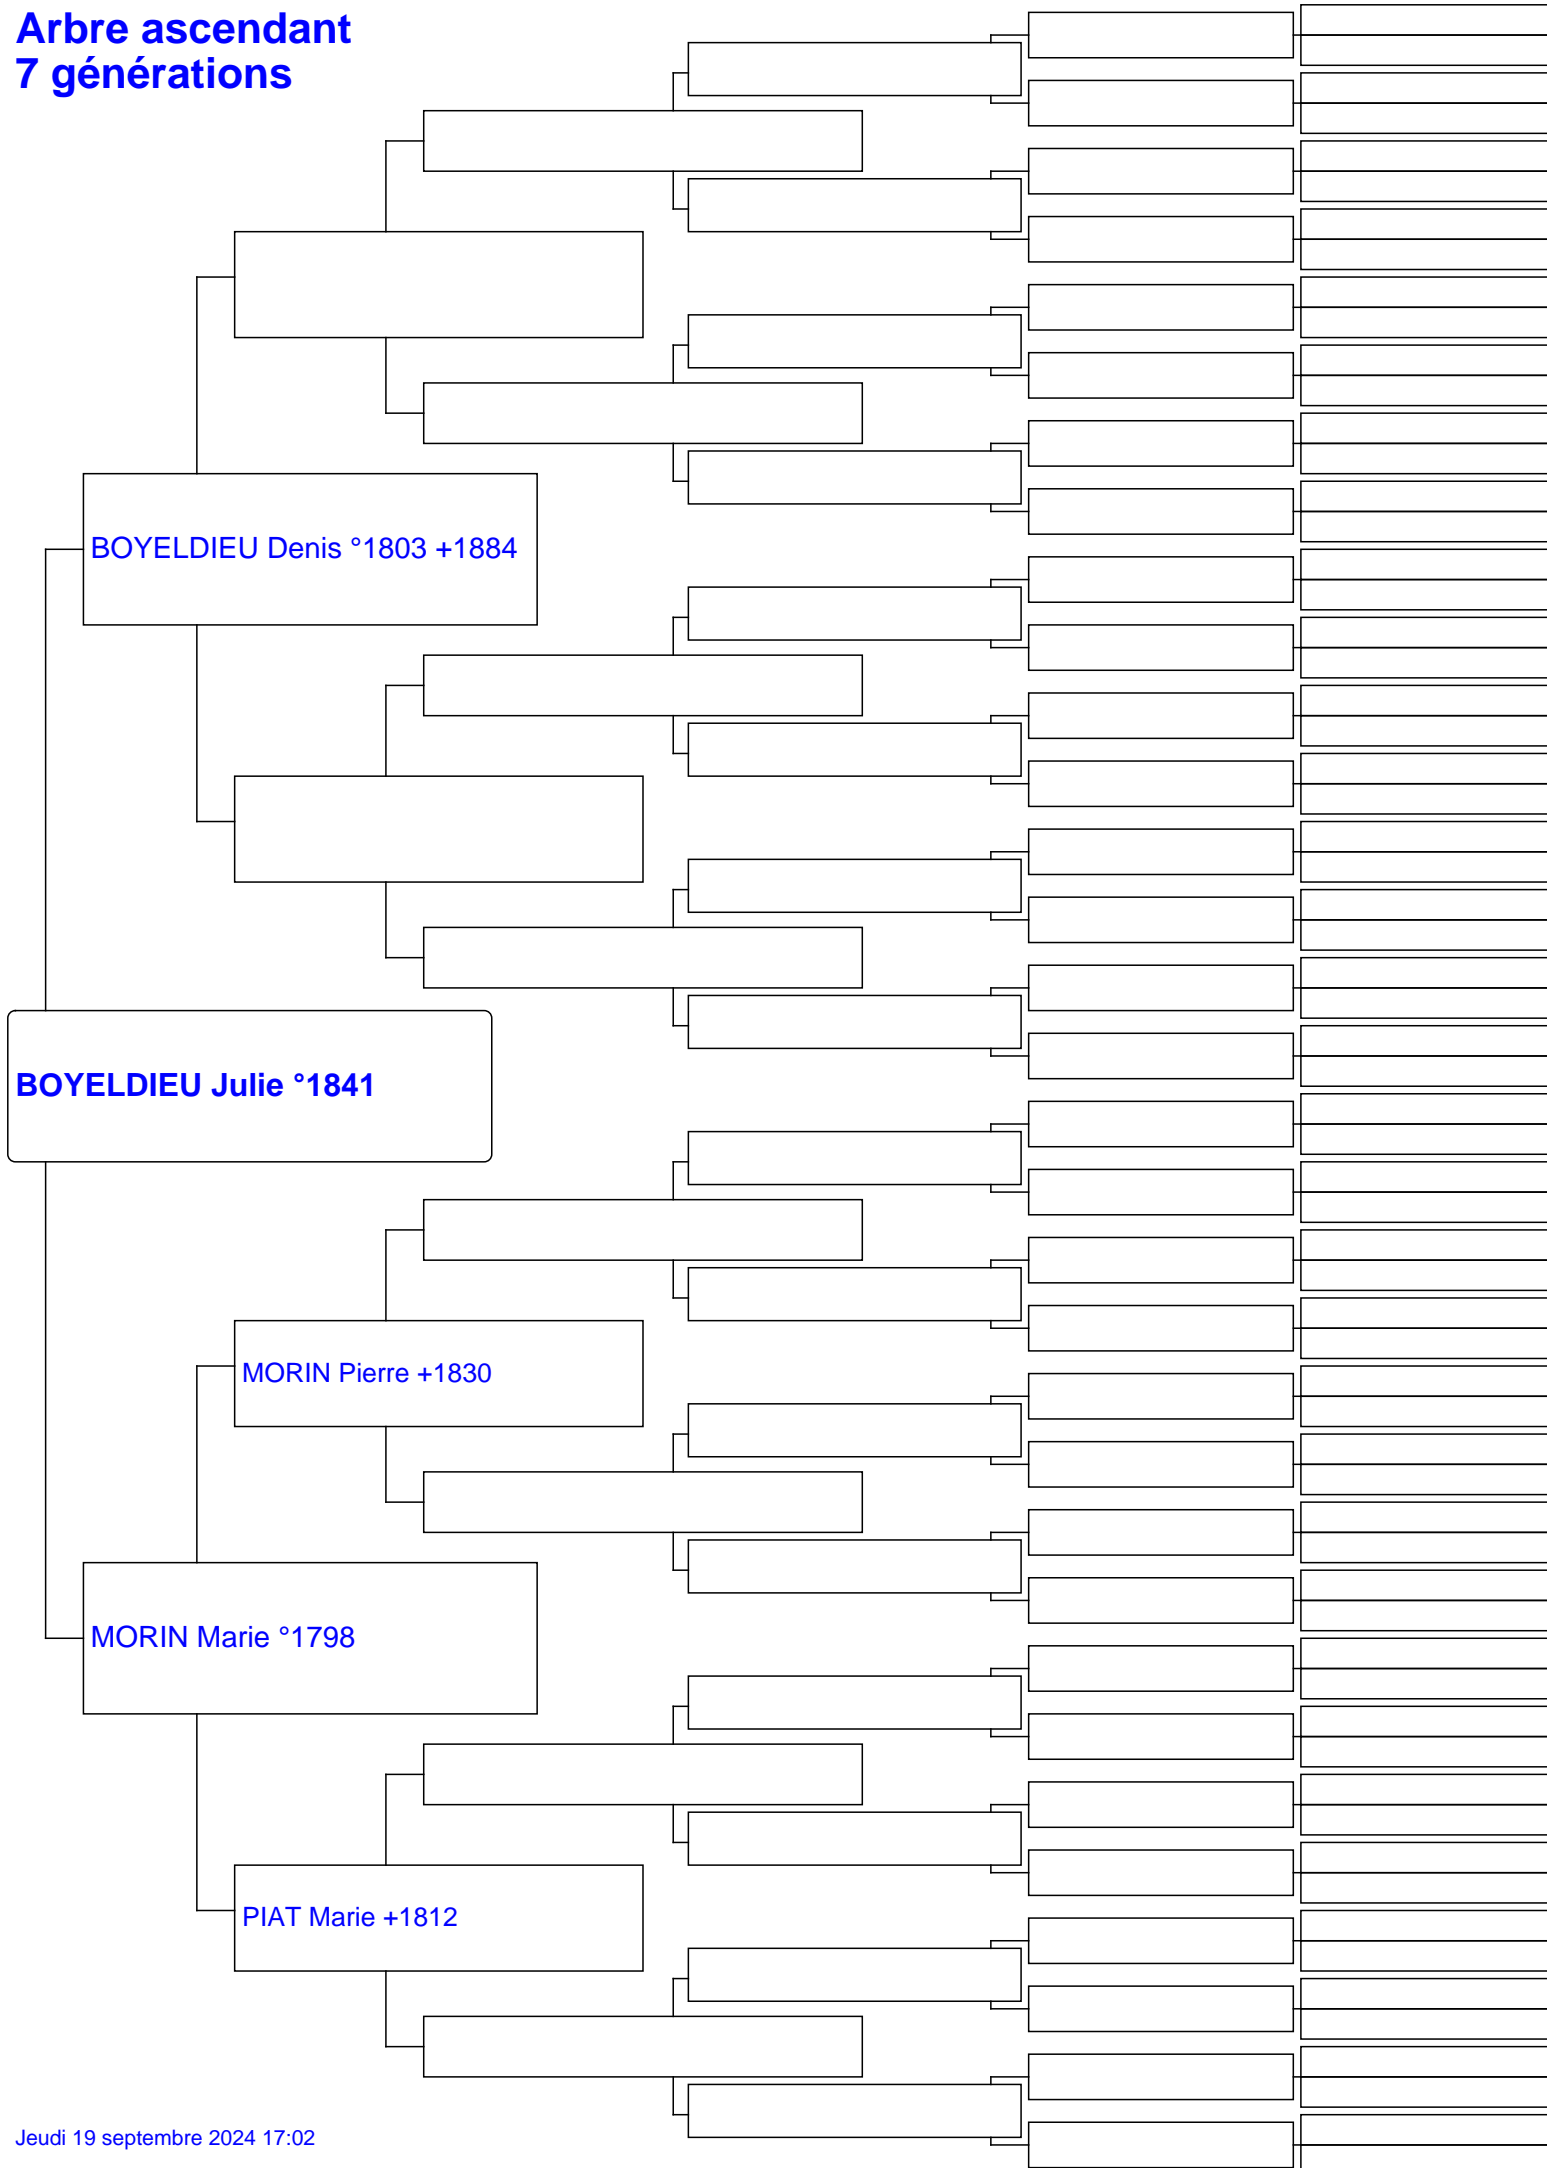 Arbre ascendant
7 générations
BOYELDIEU Denis °1803 +1884
BOYELDIEU Julie °1841
MORIN Pierre +1830
MORIN Marie °1798
PIAT Marie +1812
Jeudi 19 septembre 2024 17:02